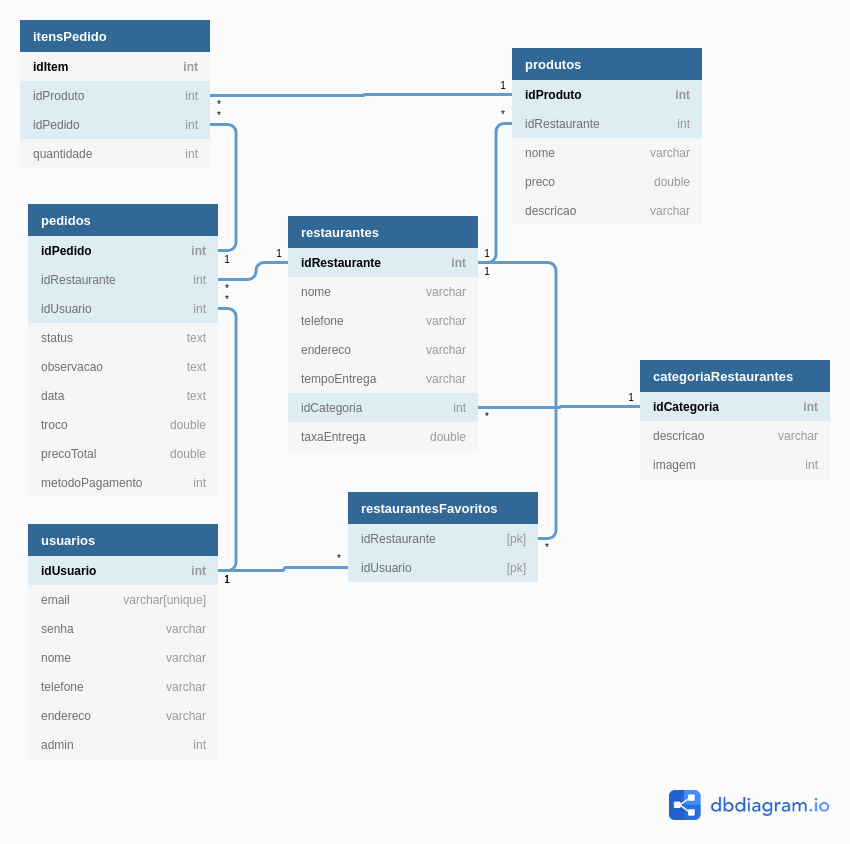 itensPedido
idItem int
idProduto int
idPedido int
quantidade int
*
*
1
*
produtos
idProduto int
idRestaurante int
nome varchar
preco double
descricao varchar
pedidos
idPedido int
idRestaurante int
idUsuario int
status text
observacao text
data text
troco double
precoTotal double
metodoPagamento int
1
*
*
1
restaurantes
idRestaurante int
nome varchar
telefone varchar
endereco varchar
tempoEntrega varchar
idCategoria int
taxaEntrega double
1
1
*
1
categoriaRestaurantes
idCategoria int
descricao varchar
imagem int
restaurantesFavoritos
idRestaurante [pk]
idUsuario [pk]
*
*
usuarios
idUsuario int
email varchar[unique]
senha varchar
nome varchar
telefone varchar
endereco varchar
admin int
1
dbdiagram.io